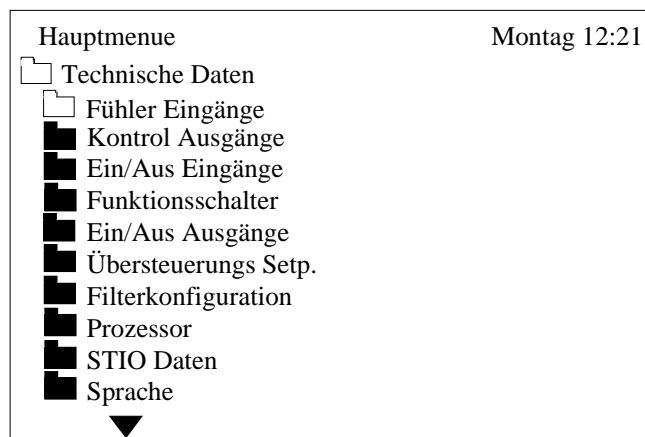 Hauptmenue Montag 12:21
Technische Daten
Fühler Eingänge
Kontrol Ausgänge
Ein/Aus Eingänge
Funktionsschalter
Ein/Aus Ausgänge
Übersteuerungs Setp.
Filterkonfiguration
Prozessor
STIO Daten
Sprache